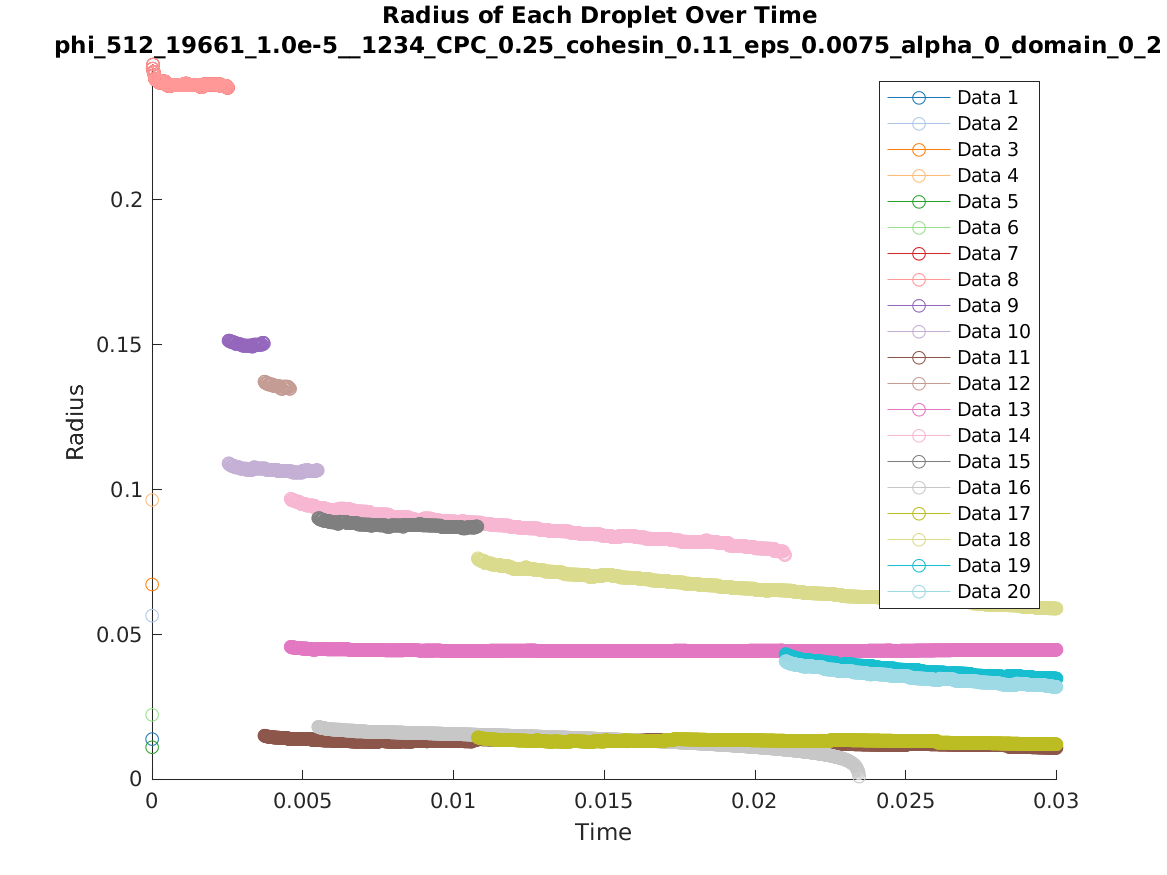 Radius of Each Droplet Over Time
phi_512_19661_1.0e-5__1234_CPC_0.25_cohesin_0.11_eps_0.0075_alpha_0_domain_0_2
Data 1
Data 2
Data 3
Data 4
Data 5
Data 6
Data 7
Data 8
Data 9
Data 10
Data 11
Data 12
Data 13
Data 14
Data 15
Data 16
Data 17
Data 18
Data 19
Data 20
0.2
0.15
0.1
0.05
0
Radius
0
0.005
0.01
0.015
0.02
0.025
0.03
Time